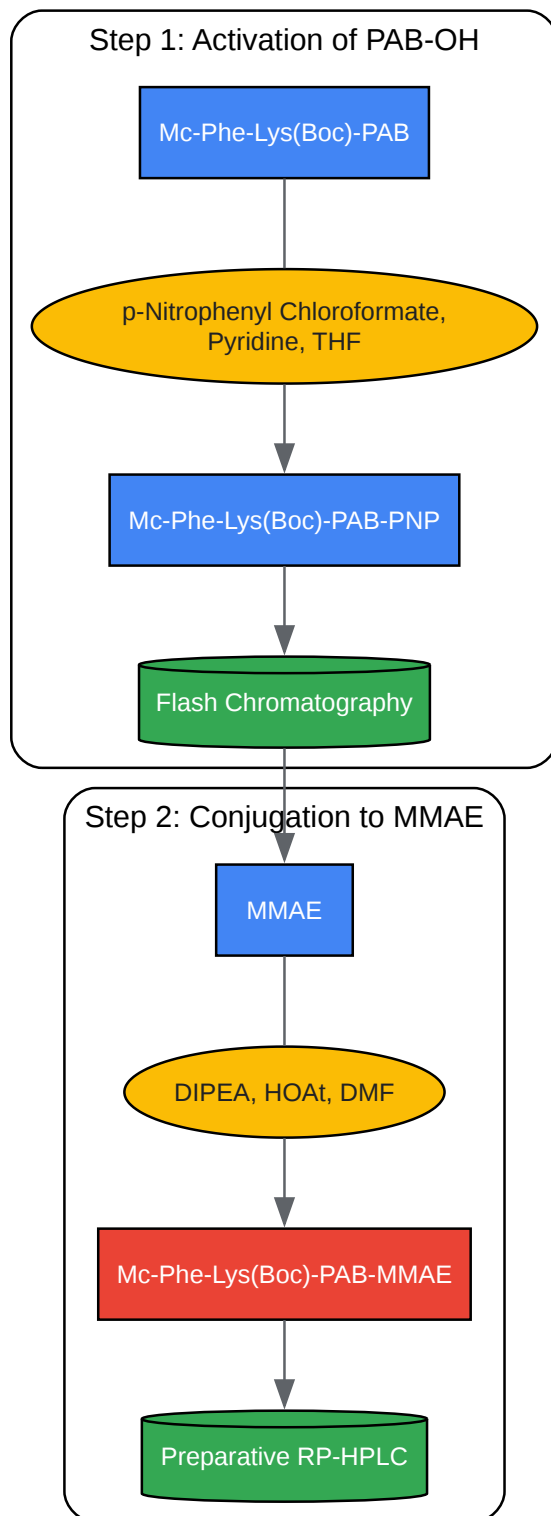 Step 1: Activation of PAB-OH
Mc-Phe-Lys(Boc)-PAB
p-Nitrophenyl Chloroformate,
Pyridine, THF
Mc-Phe-Lys(Boc)-PAB-PNP
Flash Chromatography
Step 2: Conjugation to MMAE
MMAE
DIPEA, HOAt, DMF
Mc-Phe-Lys(Boc)-PAB-MMAE
Preparative RP-HPLC